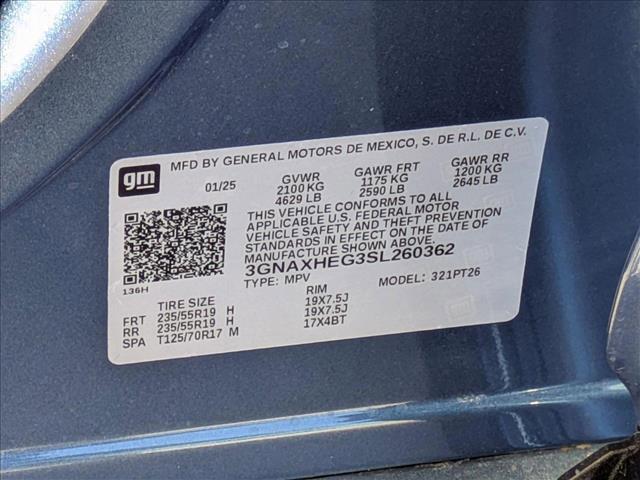 gm
MFD BY GENERAL MOTORS DE MEXICO, S. DE R.L. DE C.V.
01/25 GVWR GAWR FRT GAWR RR
2100 KG 1175 KG 1200 KG
4629 LB 2590 LB 2645 LB
THIS VEHICLE CONFORMS TO ALL
APPLICABLE U.S. FEDERAL MOTOR
VEHICLE SAFETY AND THEFT PREVENTION
STANDARDS IN EFFECT ON THE DATE OF
MANUFACTURE SHOWN ABOVE.
3GNAXHEG3SL260362
136H TYPE: MPV MODEL: 321PT26
TIRE SIZE RIM
FRT 235/55R19 H 19X7.5J
RR 235/55R19 H 19X7.5J
SPA T125/70R17 M 17X4BT